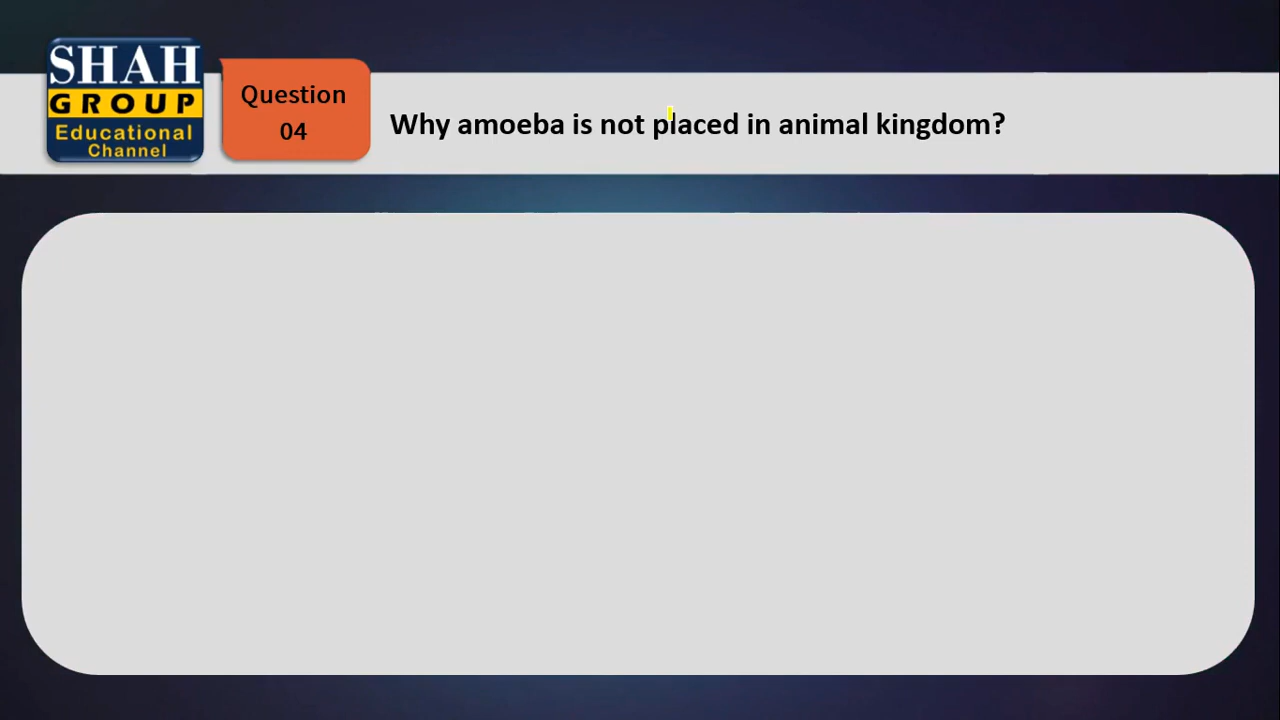 SHAH
GROUP
Educational
Channel
Question
04
Why amoeba is not placed in animal kingdom?